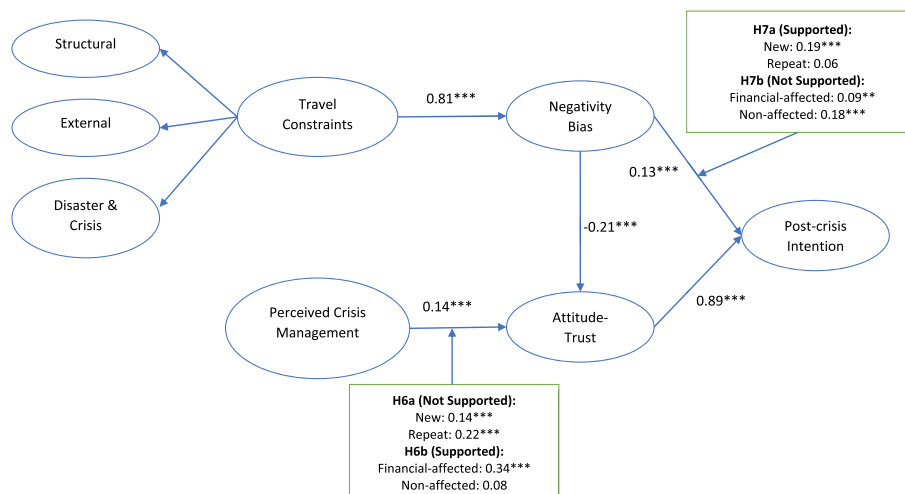 Structural
External
Disaster &
Crisis
Travel
Constraints
0.81***
Negativity
Bias
H7a (Supported):
New: 0.19***
Repeat: 0.06
H7b (Not Supported):
Financial-affected: 0.09**
Non-affected: 0.18***
0.13***
-0.21***
Post-crisis
Intention
Perceived Crisis
Management
0.14***
Attitude-
Trust
0.89***
H6a (Not Supported):
New: 0.14***
Repeat: 0.22***
H6b (Supported):
Financial-affected: 0.34***
Non-affected: 0.08